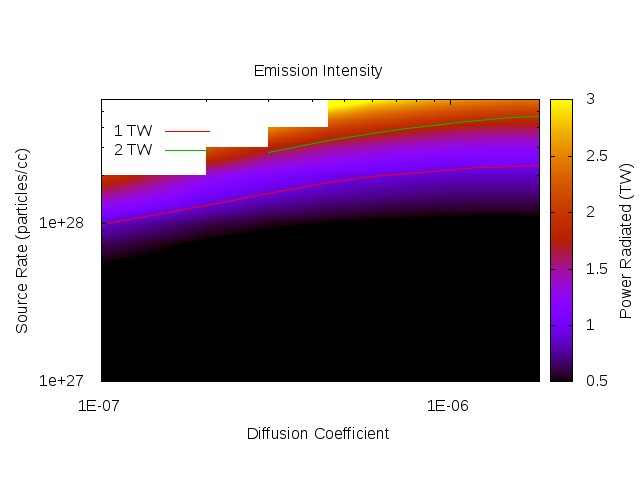 Emission Intensity
1 TW
2 TW
Source Rate (particles/cc)
1e+28
1e+27
1E-07
1E-06
Diffusion Coefficient
3
2.5
2
1.5
1
0.5
Power Radiated (TW)